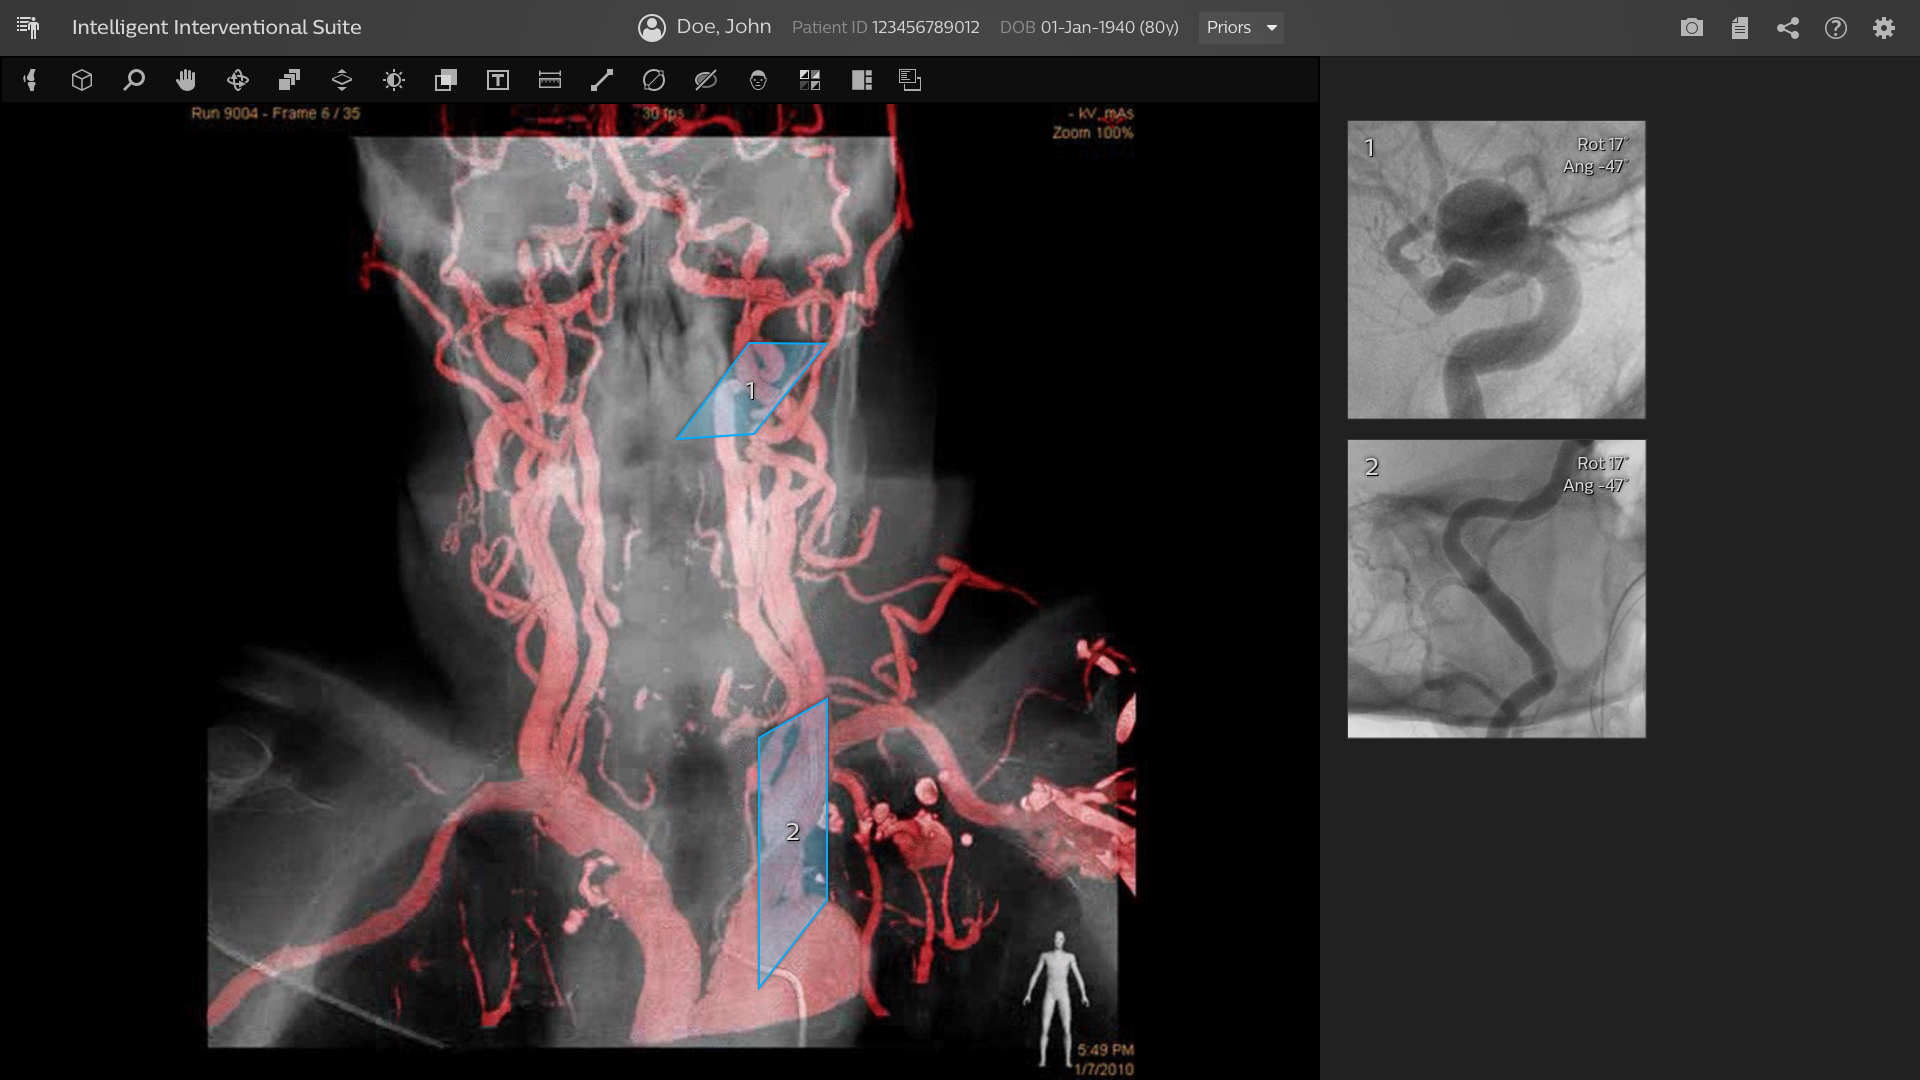 Intelligent Interventional Suite
Doe, John
Patient ID 123456789012
DOB 01-Jan-1940 (80y)
Priors
T
Run 9004 - Frame 6 / 35
30 fps
- kV, mAs
Zoom 100%
1
2
5:49 PM
1/7/2010
1
Rot 17°
Ang -47°
2
Rot 17°
Ang -47°